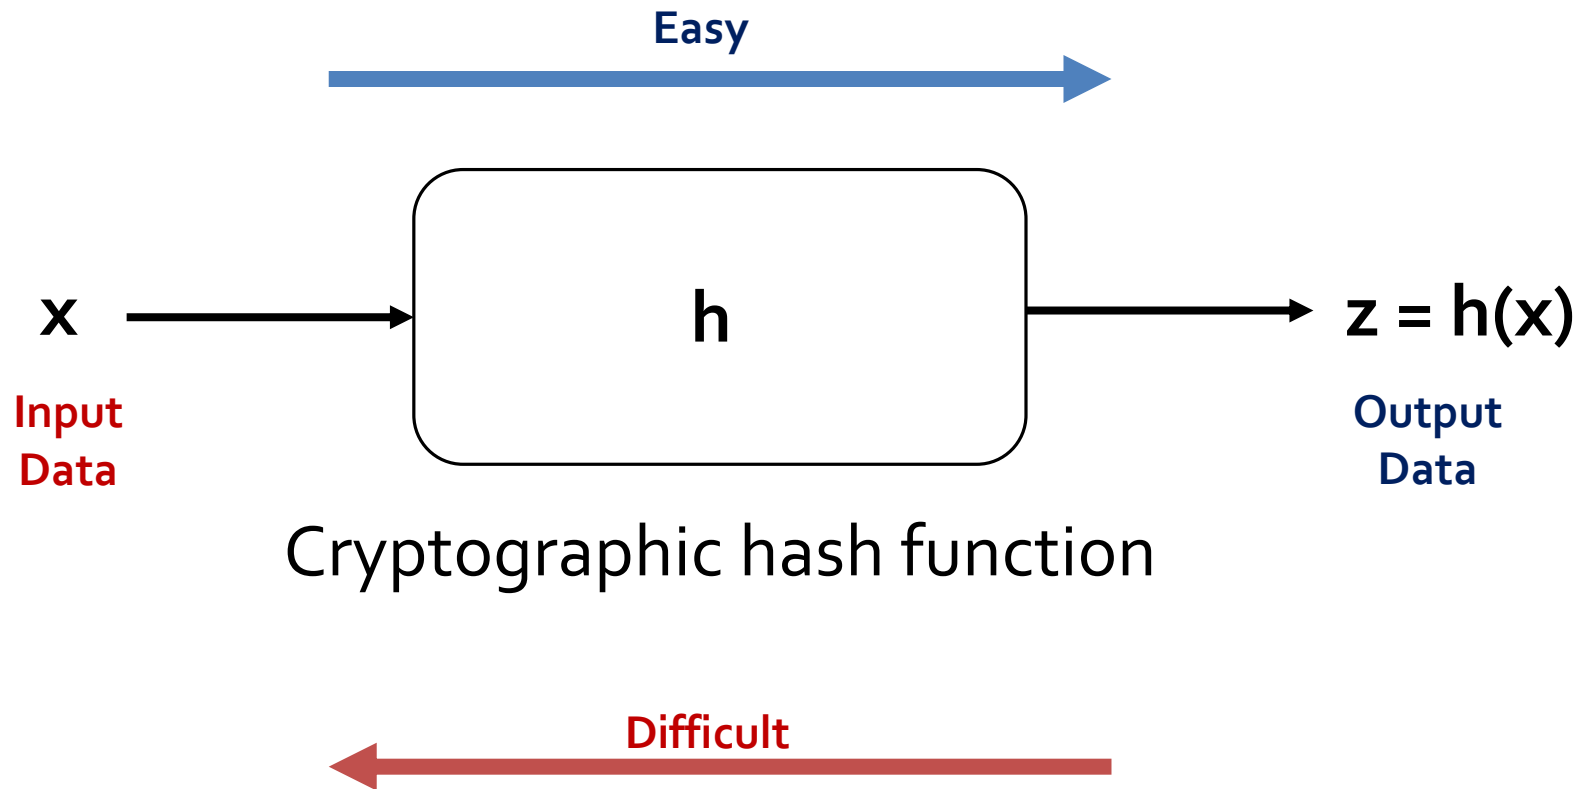 Easy
x
h
z = h(x)
Input
Data
Output
Data
Cryptographic hash function
Difficult